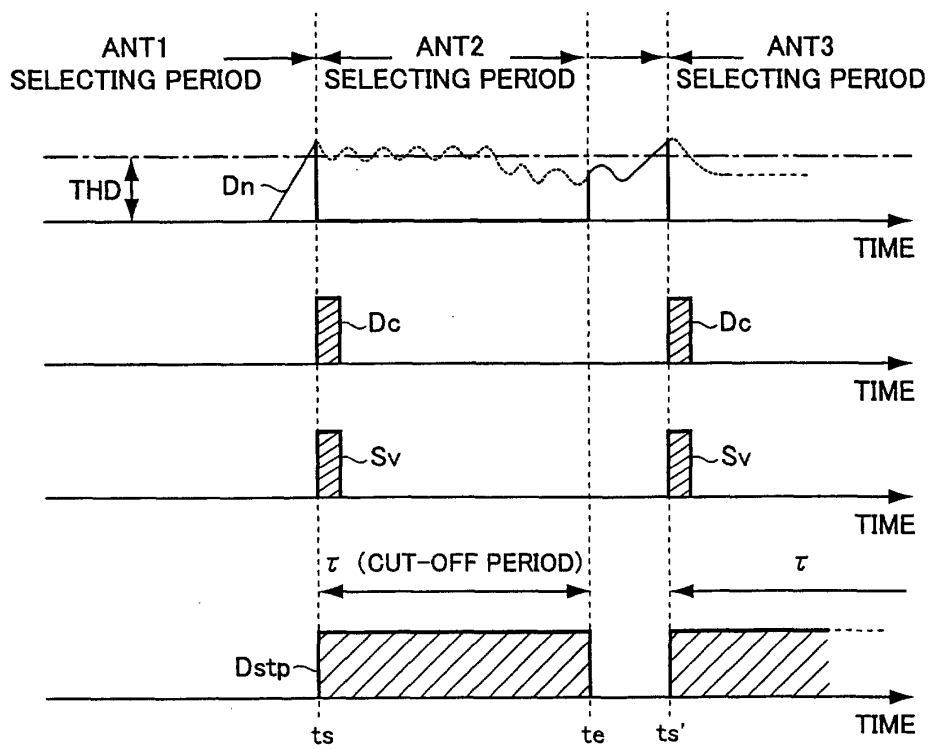 ANT1
SELECTING PERIOD
ANT2
SELECTING PERIOD
ANT3
SELECTING PERIOD
THD
Dn
TIME
Dc
Dc
TIME
Sv
Sv
TIME
τ (CUT-OFF PERIOD)
τ
Dstp
TIME
ts
te
ts'